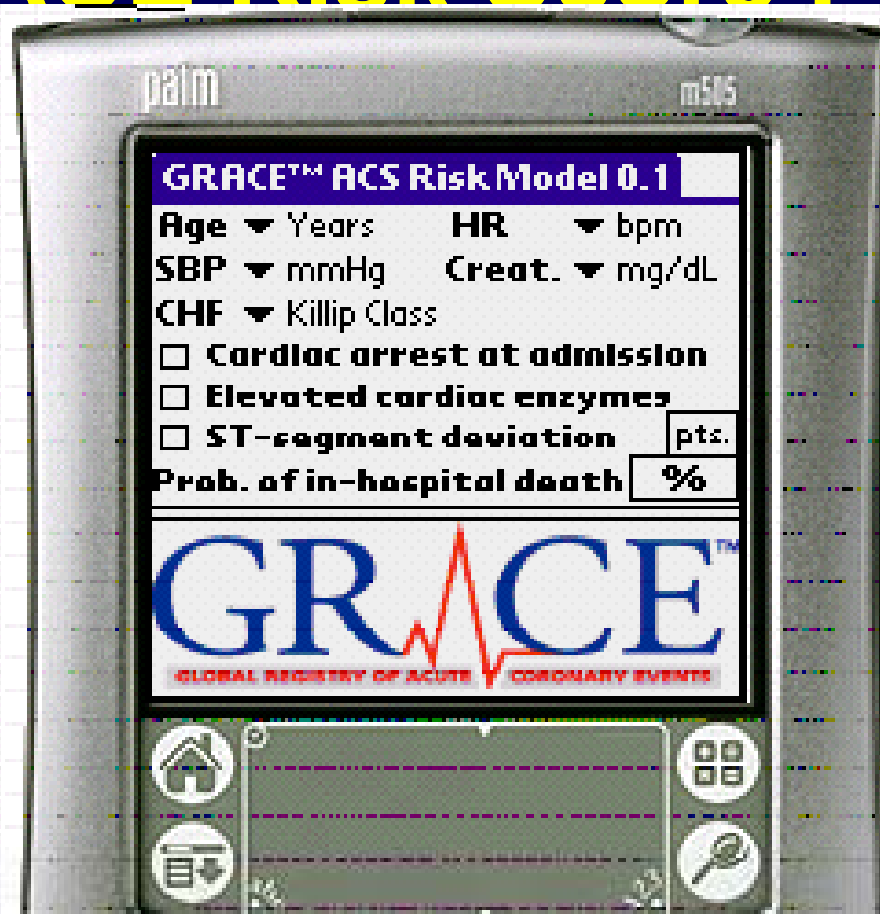 palm m505
GRACE™ ACS Risk Model 0.1
Age Years HR bpm
SBP mmHg Creat. mg/dL
CHF Killip Class
Cardiac arrest at admission
Elevated cardiac enzymes
ST-segment deviation pts.
Prob. of in-hospital death %
GRACE™
GLOBAL REGISTRY OF ACUTE CORONARY EVENTS
123